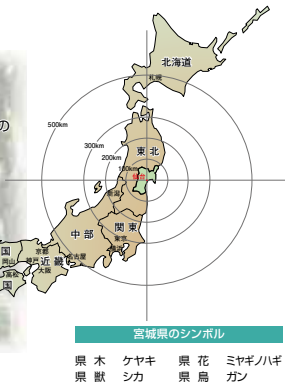 北海道
札幌
の
500km
300km
東北
200km
100km
仙台
新潟
関東
中部
東京
国
京都
岡山
神戸
近畿
名古屋
大阪
高松
国
宮城県のシンボル
県 木 ケヤキ 県 花 ミヤギノハギ
県 獣 シカ 県 鳥 ガン